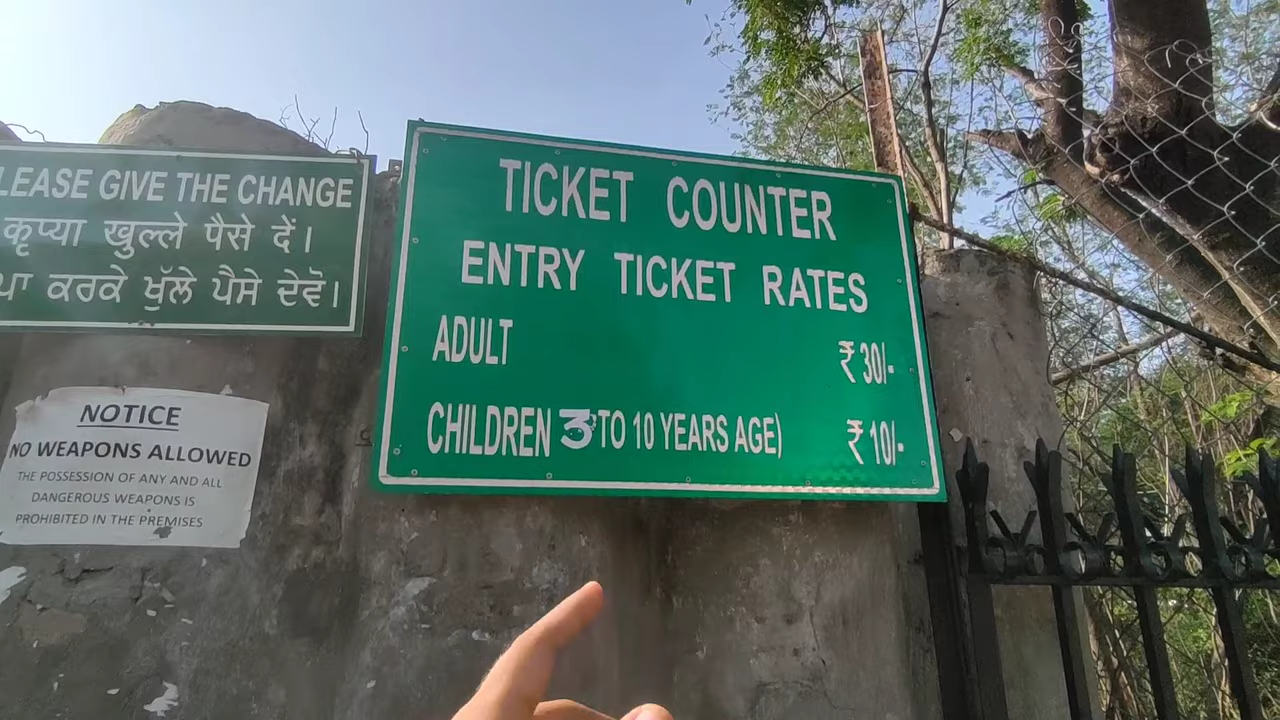 LEASE GIVE THE CHANGE
कृप्या खुल्ले पैसे दें।
ਪਾ ਕਰਕੇ ਖੁੱਲੇ ਪੈਸੇ ਦੇਵੋ।
NOTICE
NO WEAPONS ALLOWED
THE POSSESSION OF ANY AND ALL
DANGEROUS WEAPONS IS
PROHIBITED IN THE PREMISES
TICKET COUNTER
ENTRY TICKET RATES
ADULT ₹ 30/-
CHILDREN 3 TO 10 YEARS AGE) ₹ 10/-